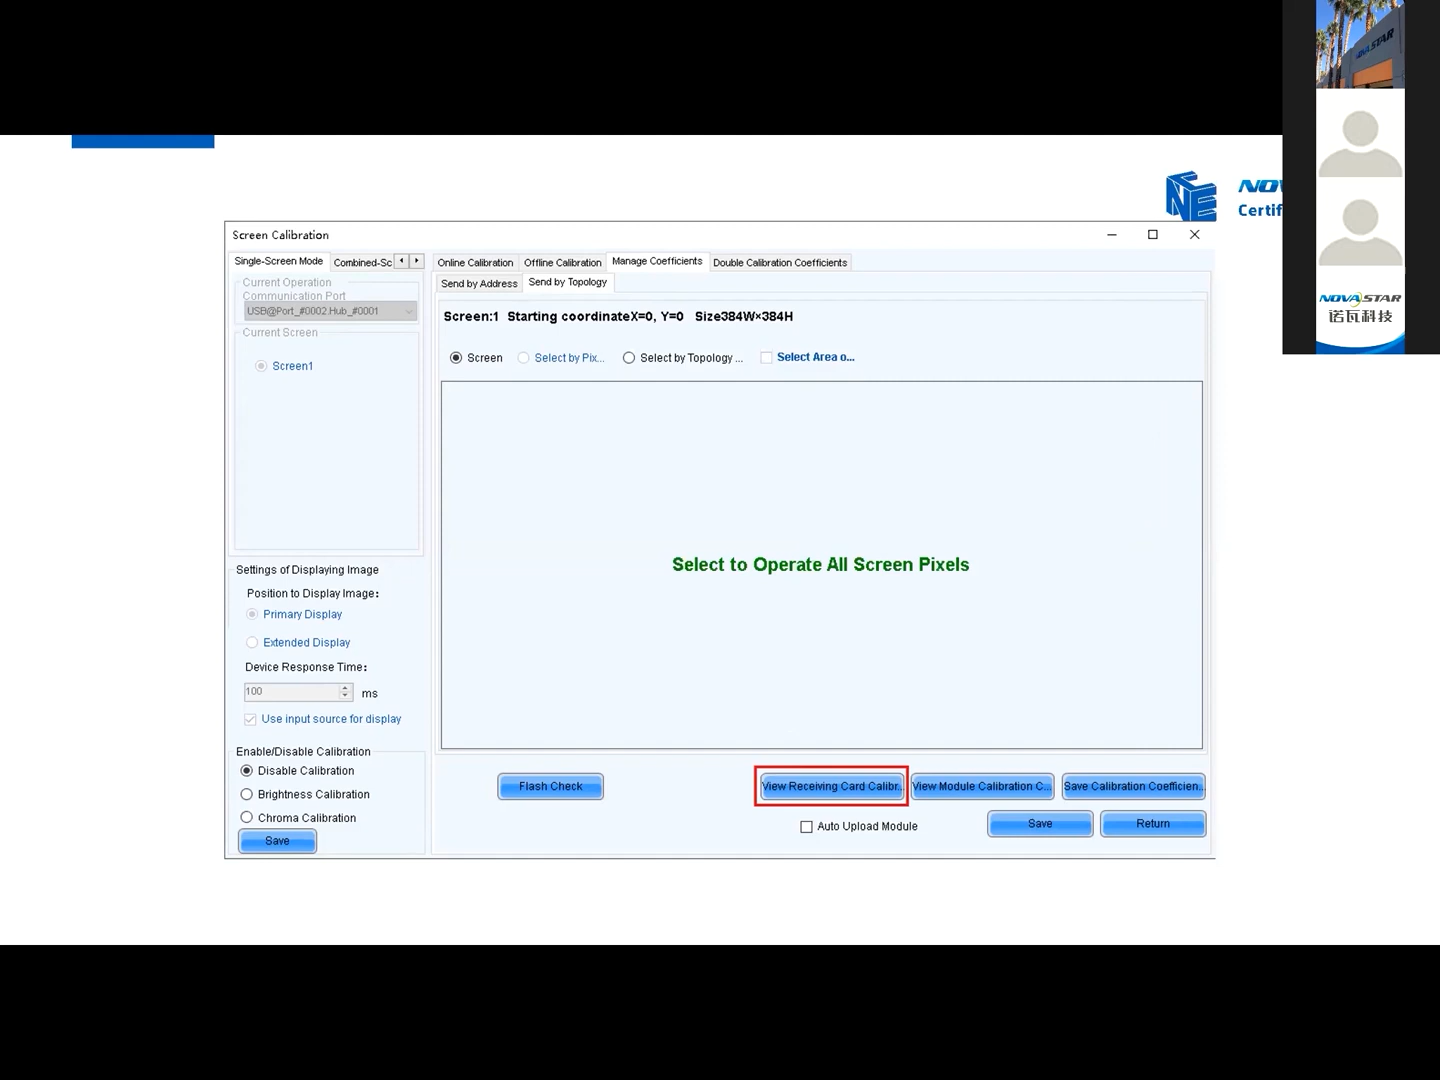 NOVASTAR
NOVASTAR
诺瓦科技
NE
Certif
Screen Calibration
Single-Screen Mode
Combined-Sc
Current Operation
Communication Port
USB@Port_#0002.Hub_#0001
Current Screen
Screen1
Settings of Displaying Image
Position to Display Image:
Primary Display
Extended Display
Device Response Time:
100
ms
Use input source for display
Enable/Disable Calibration
Disable Calibration
Brightness Calibration
Chroma Calibration
Save
Online Calibration
Offline Calibration
Manage Coefficients
Double Calibration Coefficients
Send by Address
Send by Topology
Screen:1 Starting coordinateX=0, Y=0 Size384W×384H
Screen
Select by Pix...
Select by Topology ...
Select Area o...
Select to Operate All Screen Pixels
Flash Check
View Receiving Card Calibr...
View Module Calibration C...
Save Calibration Coefficien...
Auto Upload Module
Save
Return